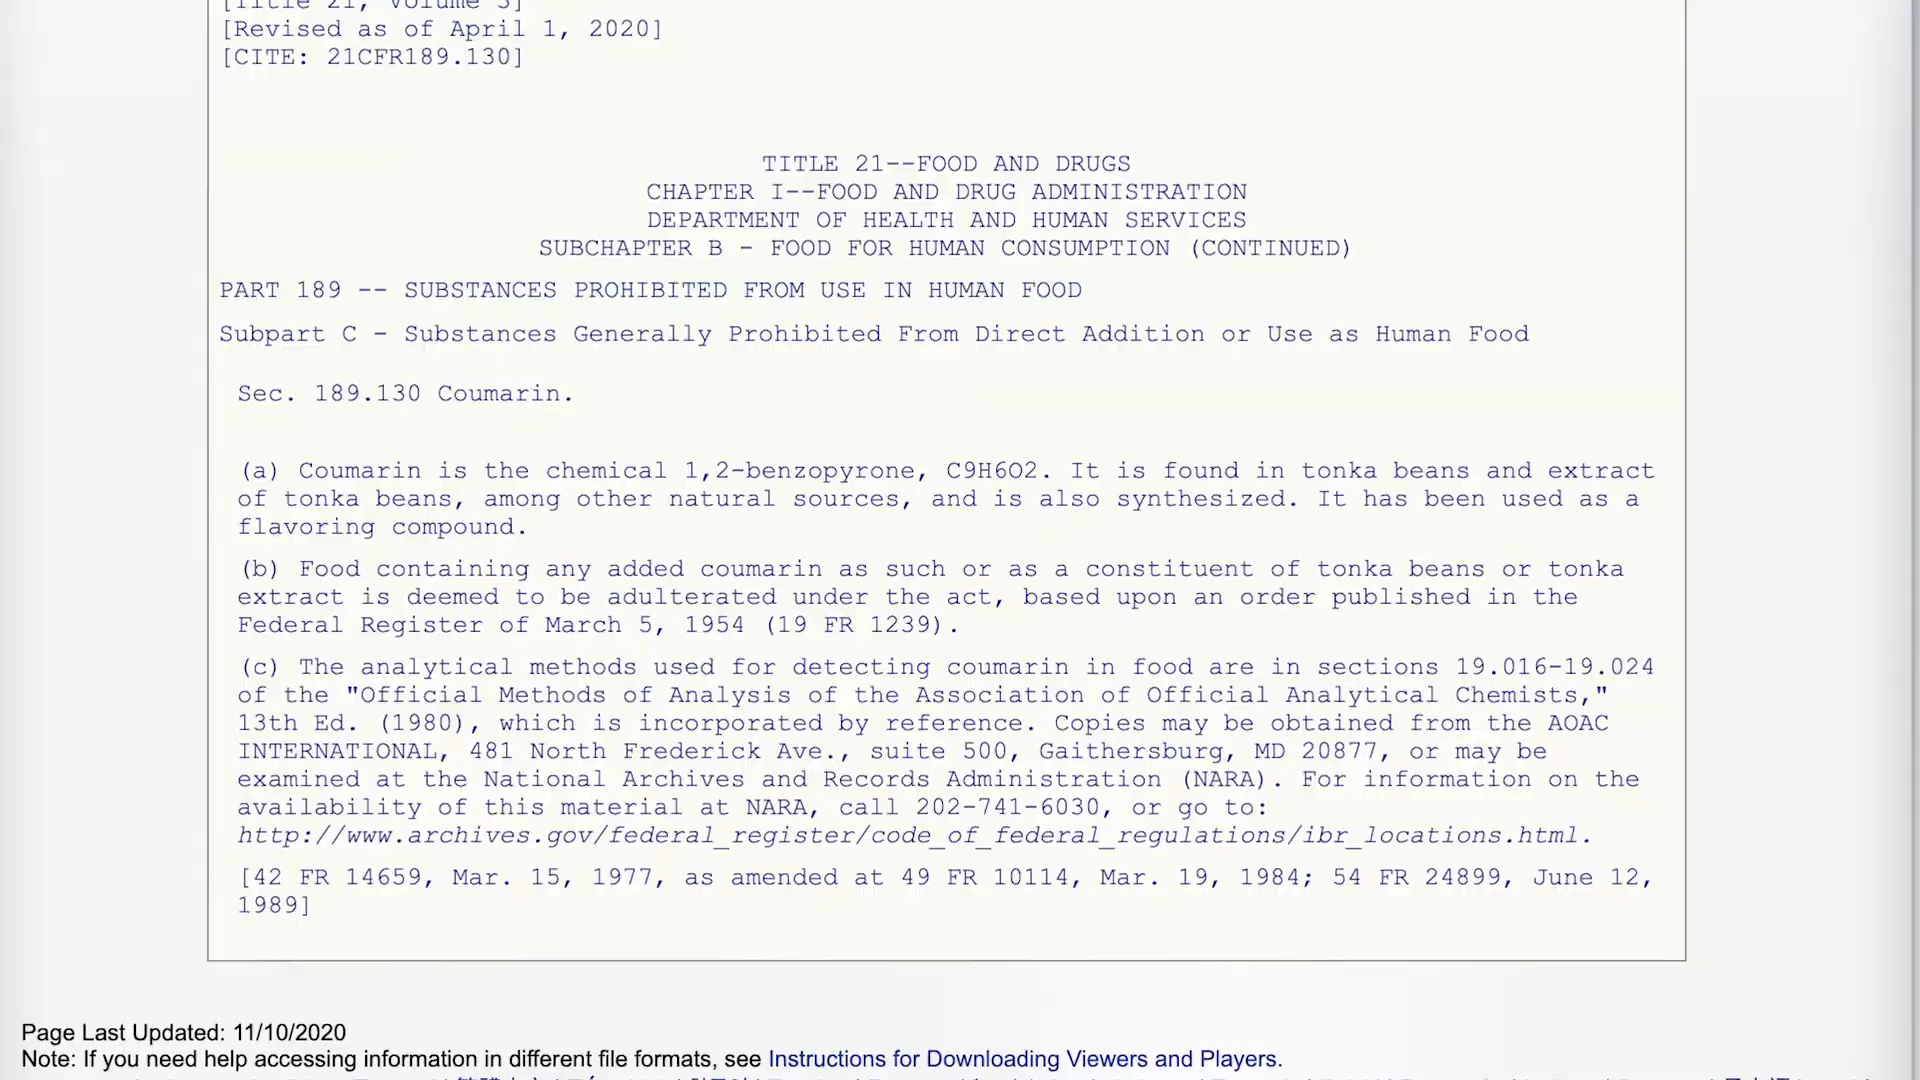 [Title 21, Volume 3]
[Revised as of April 1, 2020]
[CITE: 21CFR189.130]
TITLE 21--FOOD AND DRUGS
CHAPTER I--FOOD AND DRUG ADMINISTRATION
DEPARTMENT OF HEALTH AND HUMAN SERVICES
SUBCHAPTER B - FOOD FOR HUMAN CONSUMPTION (CONTINUED)
PART 189 -- SUBSTANCES PROHIBITED FROM USE IN HUMAN FOOD
Subpart C - Substances Generally Prohibited From Direct Addition or Use as Human Food
Sec. 189.130 Coumarin.
(a) Coumarin is the chemical 1,2-benzopyrone, C9H6O2. It is found in tonka beans and extract
of tonka beans, among other natural sources, and is also synthesized. It has been used as a
flavoring compound.
(b) Food containing any added coumarin as such or as a constituent of tonka beans or tonka
extract is deemed to be adulterated under the act, based upon an order published in the
Federal Register of March 5, 1954 (19 FR 1239).
(c) The analytical methods used for detecting coumarin in food are in sections 19.016-19.024
of the "Official Methods of Analysis of the Association of Official Analytical Chemists,"
13th Ed. (1980), which is incorporated by reference. Copies may be obtained from the AOAC
INTERNATIONAL, 481 North Frederick Ave., suite 500, Gaithersburg, MD 20877, or may be
examined at the National Archives and Records Administration (NARA). For information on the
availability of this material at NARA, call 202-741-6030, or go to:
http://www.archives.gov/federal_register/code_of_federal_regulations/ibr_locations.html.
[42 FR 14659, Mar. 15, 1977, as amended at 49 FR 10114, Mar. 19, 1984; 54 FR 24899, June 12,
1989]
Page Last Updated: 11/10/2020
Note: If you need help accessing information in different file formats, see Instructions for Downloading Viewers and Players.